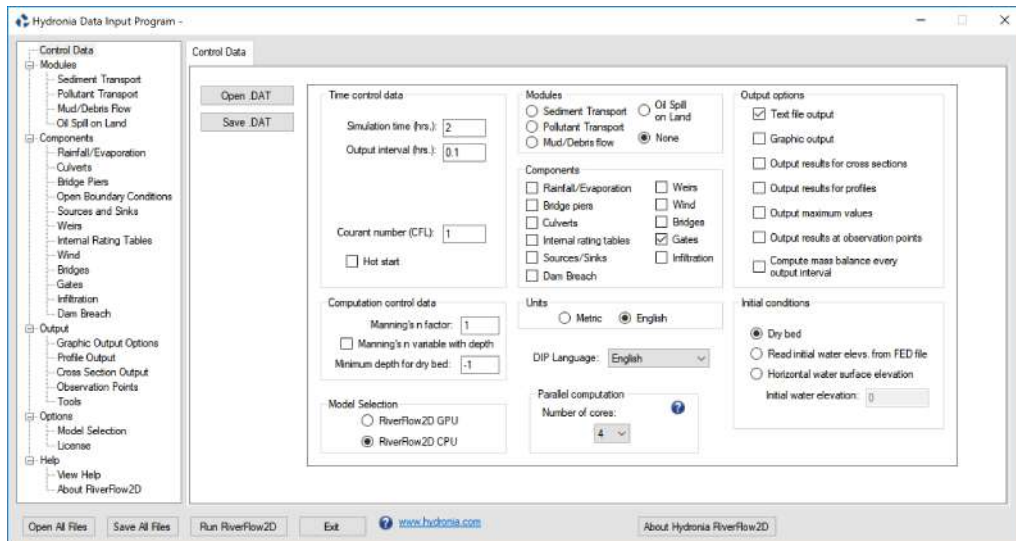 Hydronia Data Input Program -
Control Data
Modules
Sediment Transport
Pollutant Transport
Mud/Debris Flow
Oil Spill on Land
Components
Rainfall/Evaporation
Culverts
Bridge Piers
Open Boundary Conditions
Sources and Sinks
Weirs
Internal Rating Tables
Wind
Bridges
Gates
Infiltration
Dam Breach
Output
Graphic Output Options
Profile Output
Cross Section Output
Observation Points
Tools
Options
Model Selection
License
Help
View Help
About RiverFlow2D
Control Data
Open .DAT
Save .DAT
Time control data
Simulation time (hrs.): 2
Output interval (hrs.): 0.1
Courant number (CFL): 1
Hot start
Computation control data
Manning's n factor: 1
Manning's n variable with depth
Minimum depth for dry bed: -1
Model Selection
RiverFlow2D GPU
RiverFlow2D CPU
Modules
Sediment Transport
Pollutant Transport
Mud/Debris flow
Oil Spill
on Land
None
Components
Rainfall/Evaporation
Bridge piers
Culverts
Internal rating tables
Sources/Sinks
Dam Breach
Weirs
Wind
Bridges
Gates
Infiltration
Units
Metric English
DIP Language: English
Parallel computation
Number of cores:
4
Output options
Text file output
Graphic output
Output results for cross sections
Output results for profiles
Output maximum values
Output results at observation points
Compute mass balance every
output interval
Initial conditions
Dry bed
Read initial water elevs. from FED file
Horizontal water surface elevation
Initial water elevation: 0
Open All Files Save All Files Run RiverFlow2D Exit www.hydronia.com About Hydronia RiverFlow2D